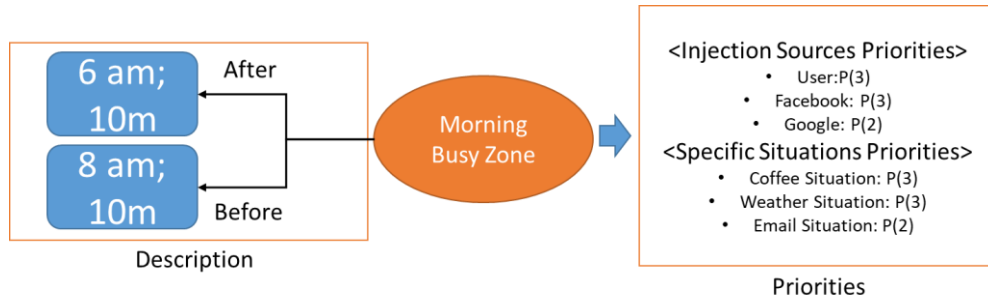 6 am;
10m
After
8 am;
10m
Before
Description
Morning
Busy Zone
<Injection Sources Priorities>
• User:P(3)
• Facebook: P(3)
• Google: P(2)
<Specific Situations Priorities>
• Coffee Situation: P(3)
• Weather Situation: P(3)
• Email Situation: P(2)
Priorities